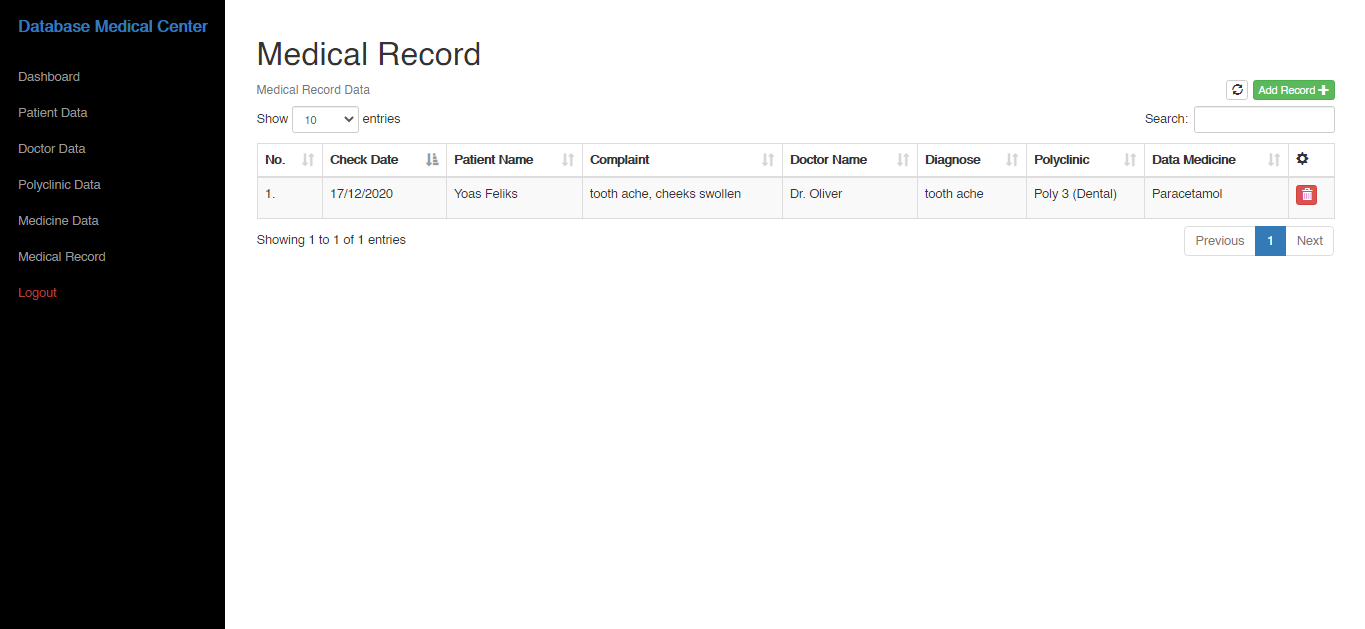 Database Medical Center
Dashboard
Patient Data
Doctor Data
Polyclinic Data
Medicine Data
Medical Record
Logout
Medical Record
Medical Record Data
Add Record
Show 10 entries
Search:
No. Check Date Patient Name Complaint Doctor Name Diagnose Polyclinic Data Medicine
1. 17/12/2020 Yoas Feliks tooth ache, cheeks swollen Dr. Oliver tooth ache Poly 3 (Dental) Paracetamol
Showing 1 to 1 of 1 entries
Previous 1 Next